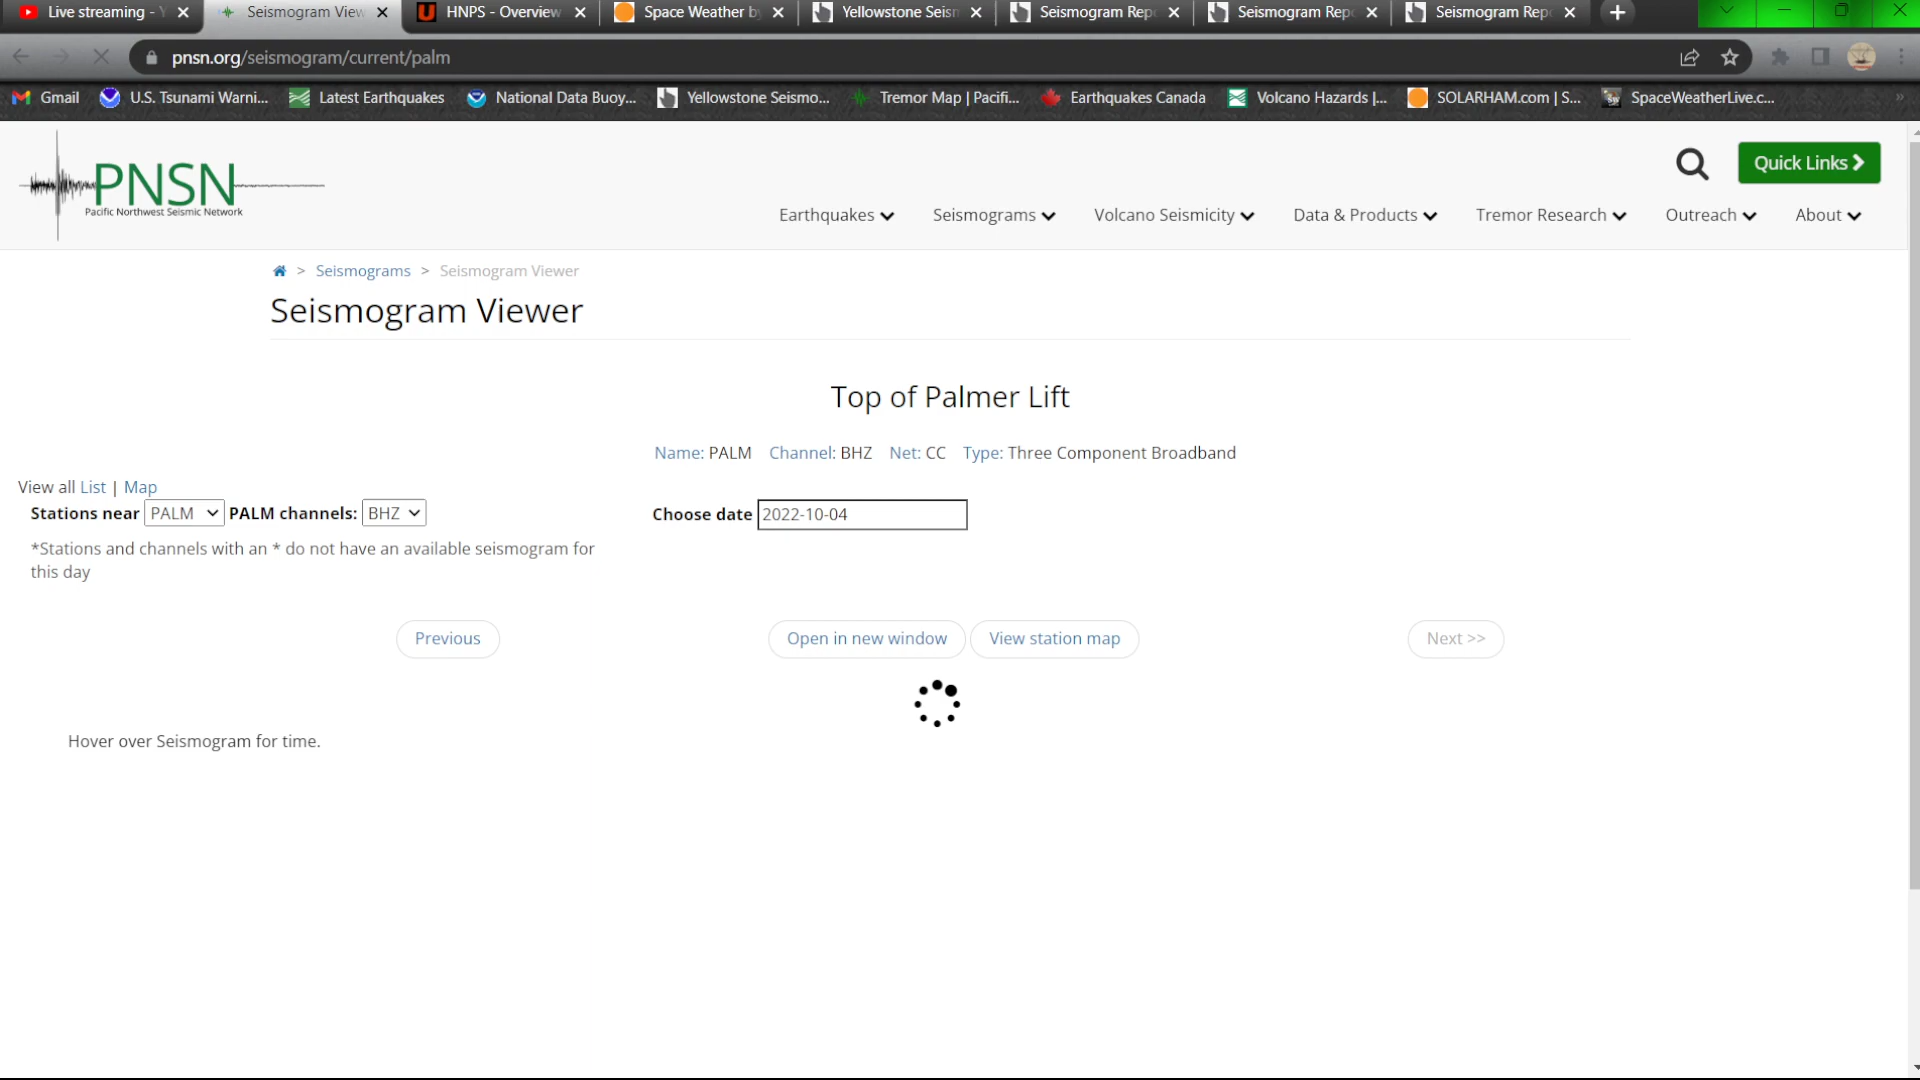 Live streaming - Y Seismogram View HNPS - Overview Space Weather b Yellowstone Seism Seismogram Repo Seismogram Repo Seismogram Repo
pnsn.org/seismogram/current/palm
Gmail U.S. Tsunami Warni... Latest Earthquakes National Data Buoy... Yellowstone Seismo... Tremor Map | Pacifi... Earthquakes Canada Volcano Hazards |... SOLARHAM.com | S... SpaceWeatherLive.c... »
PNSN
Pacific Northwest Seismic Network
Quick Links
Earthquakes Seismograms Volcano Seismicity Data & Products Tremor Research Outreach About
> Seismograms > Seismogram Viewer
Seismogram Viewer
Top of Palmer Lift
Name: PALM Channel: BHZ Net: CC Type: Three Component Broadband
View all List | Map
Stations near PALM PALM channels: BHZ
Choose date 2022-10-04
*Stations and channels with an * do not have an available seismogram for
this day
Previous Open in new window View station map Next >>
Hover over Seismogram for time.